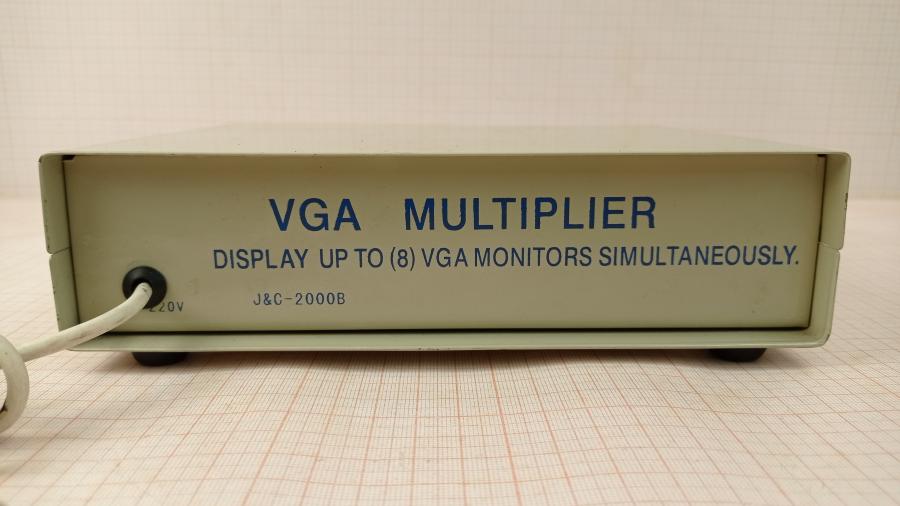 VGA MULTIPLIER
DISPLAY UP TO (8) VGA MONITORS SIMULTANEOUSLY.
220V
J&C-2000B